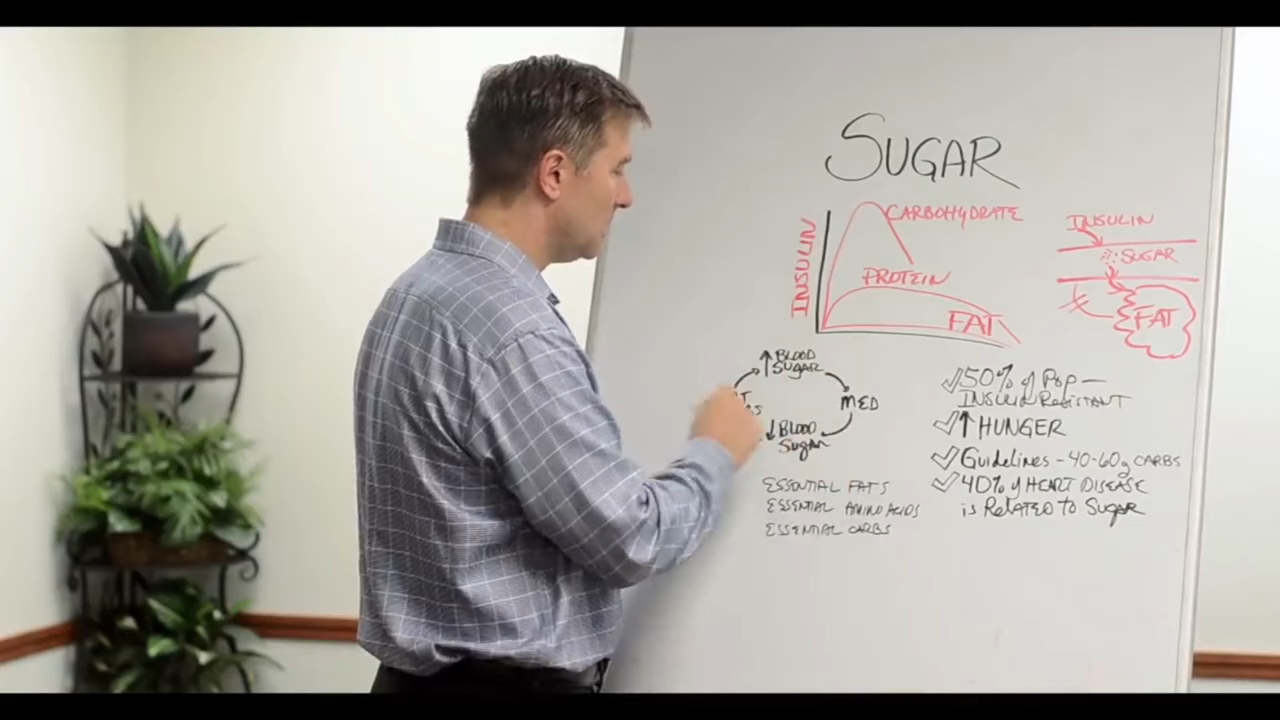 SUGAR
CARBOHYDRATE
INSULIN
PROTEIN
FAT
INSULIN
SUGAR
FAT
↑ BLOOD
SUGAR
MED
↓ BLOOD
SUGAR
ESSENTIAL FATS
ESSENTIAL AMINO ACIDS
ESSENTIAL CARBS
✓ 50% of Pop –
INSULIN RESISTANT
✓ ↑ HUNGER
✓ Guidelines – 40-60g CARBS
✓ 40% of HEART DISEASE
is RELATED TO SUGAR